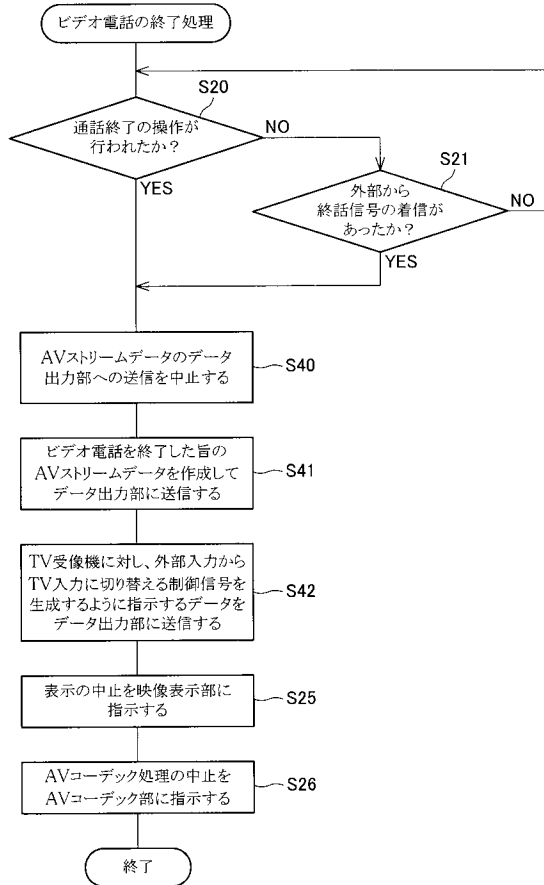 ビデオ電話の終了処理
S20
通話終了の操作が
行われたか?
NO
YES
S21
外部から
終話信号の着信が
あったか?
NO
YES
AVストリームデータのデータ
出力部への送信を中止する
S40
ビデオ電話を終了した旨の
AVストリームデータを作成して
データ出力部に送信する
S41
TV受像機に対し、外部入力から
TV入力に切り替える制御信号を
生成するように指示するデータを
データ出力部に送信する
S42
表示の中止を映像表示部に
指示する
S25
AVコーデック処理の中止を
AVコーデック部に指示する
S26
終了